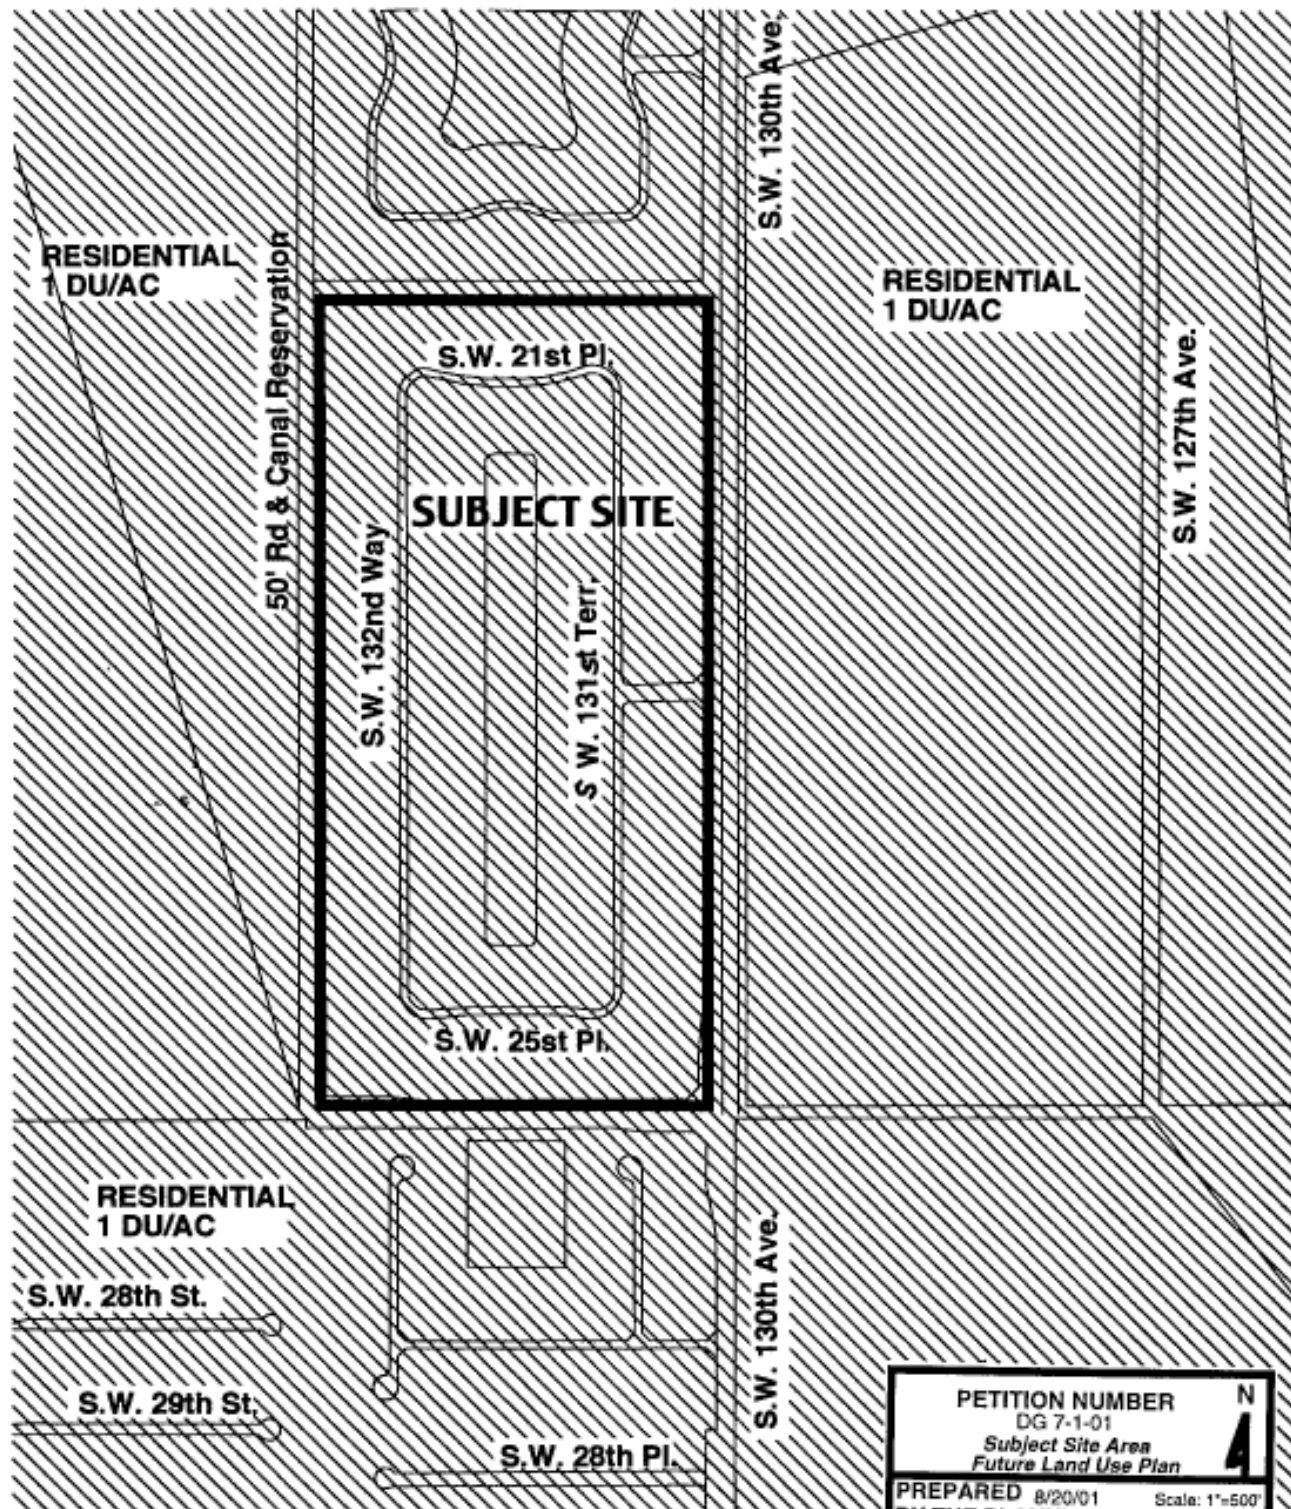 S.W. 130th Ave.
RESIDENTIAL
1 DU/AC
50' Rd & Canal Reservation
RESIDENTIAL
1 DU/AC
S.W. 127th Ave.
S.W. 21st Pl.
SUBJECT SITE
S.W. 132nd Way
S W. 131st Terr.
S.W. 25st Pl.
RESIDENTIAL
1 DU/AC
S.W. 28th St.
S.W. 29th St.
S.W. 130th Ave.
S.W. 28th Pl.
PETITION NUMBER
DG 7-1-01
Subject Site Area
Future Land Use Plan
N
PREPARED 8/20/01
Scale: 1"=500'